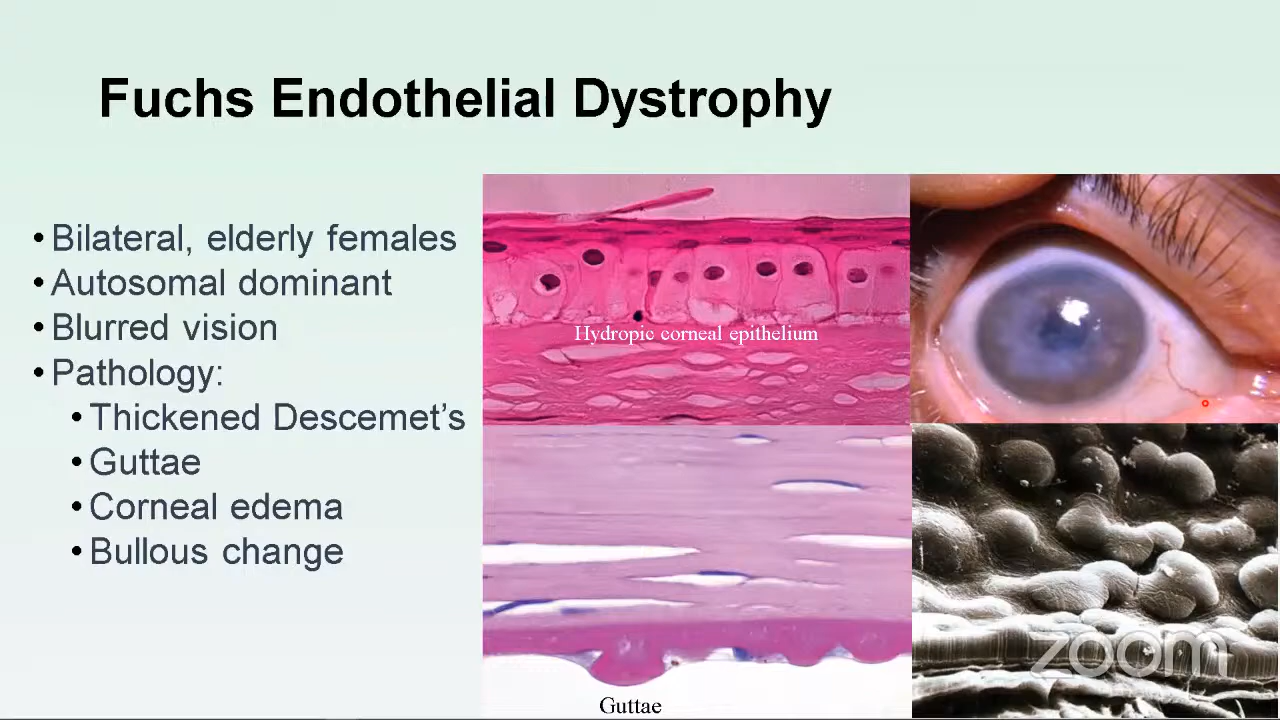 Fuchs Endothelial Dystrophy
• Bilateral, elderly females
• Autosomal dominant
• Blurred vision
• Pathology:
• Thickened Descemet’s
• Guttae
• Corneal edema
• Bullous change
Hydropic corneal epithelium
Guttae
zoom